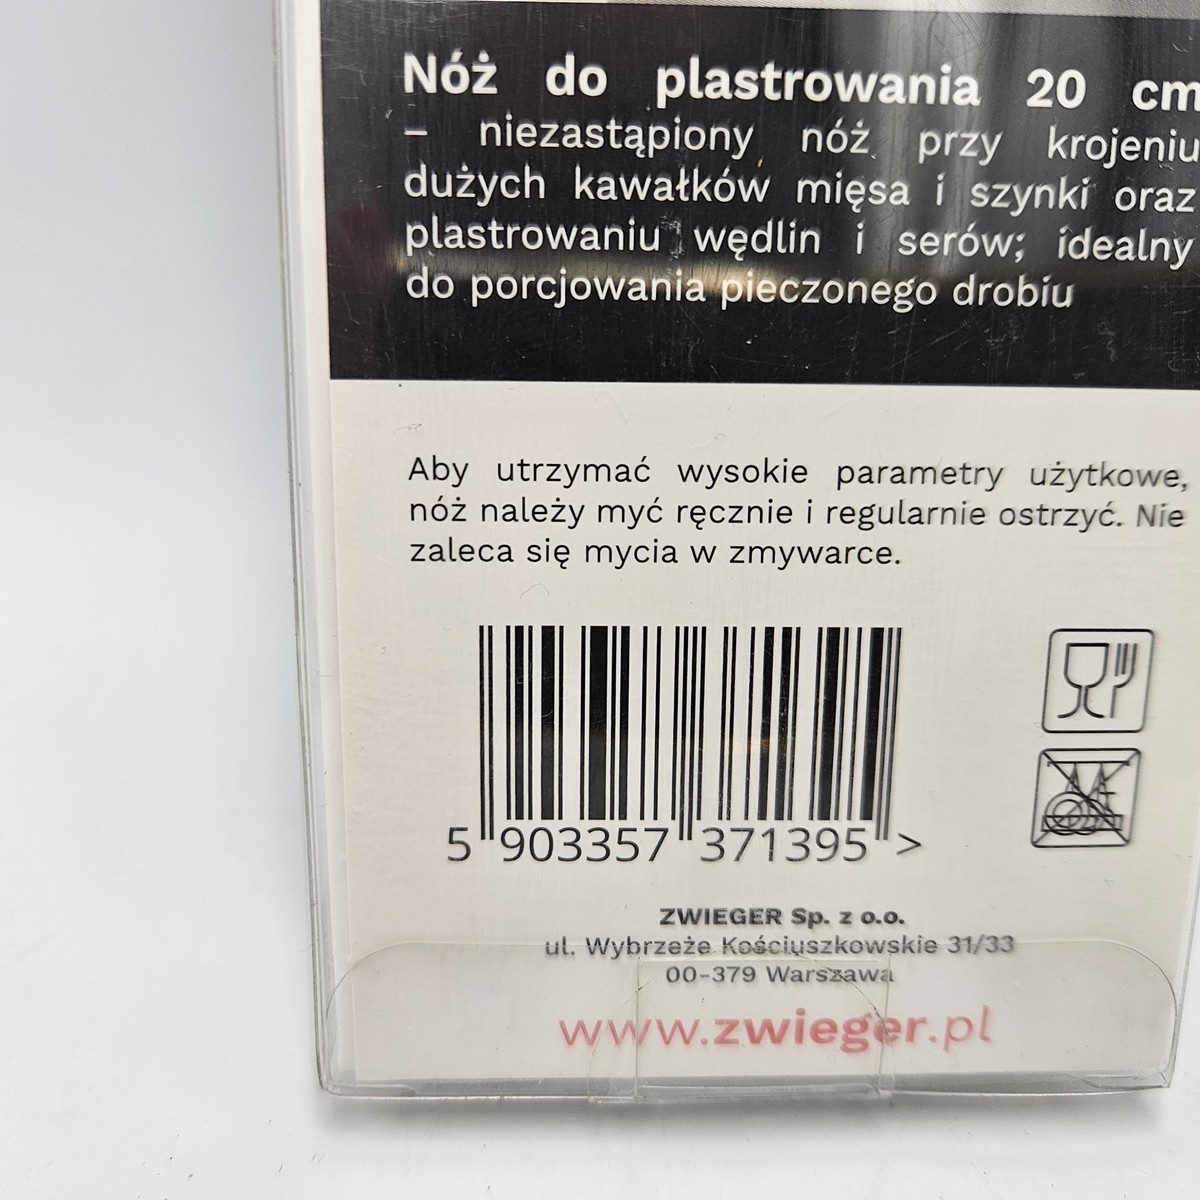 Nóż do plastrowania 20 cm
– niezastąpiony nóż przy krojeniu
dużych kawałków mięsa i szynki oraz
plastrowaniu wędlin i serów; idealny
do porcjowania pieczonego drobiu
Aby utrzymać wysokie parametry użytkowe,
nóż należy myć ręcznie i regularnie ostrzyć. Nie
zaleca się mycia w zmywarce.
5 903357 371395 >
ZWIEGER Sp. z o.o.
ul. Wybrzeże Kościuszkowskie 31/33
00-379 Warszawa
www.zwieger.pl